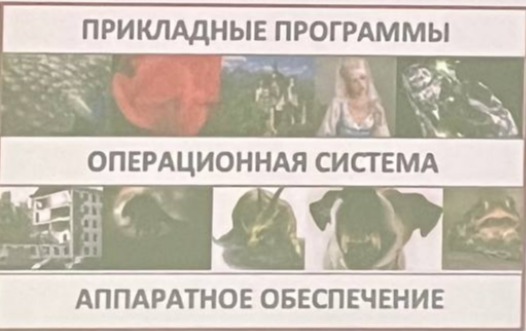 ПРИКЛАДНЫЕ ПРОГРАММЫ
ОПЕРАЦИОННАЯ СИСТЕМА
АППАРАТНОЕ ОБЕСПЕЧЕНИЕ